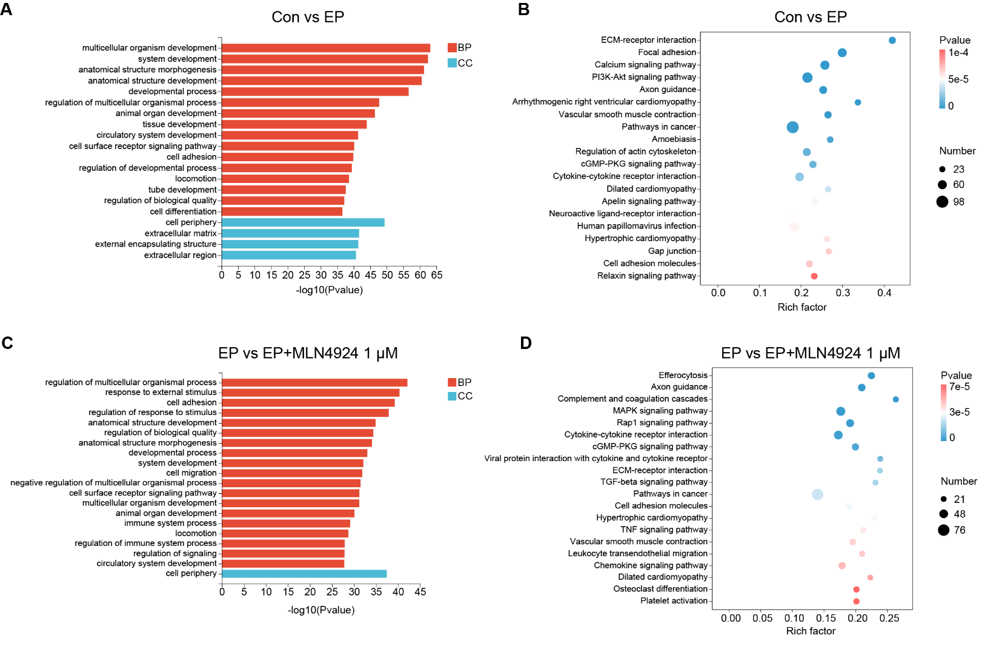 A
Con vs EP
multicellular organism development
system development
anatomical structure morphogenesis
anatomical structure development
developmental process
regulation of multicellular organismal process
animal organ development
tissue development
circulatory system development
cell surface receptor signaling pathway
cell adhesion
regulation of developmental process
locomotion
tube development
regulation of biological quality
cell differentiation
cell periphery
extracellular matrix
external encapsulating structure
extracellular region
0 5 10 15 20 25 30 35 40 45 50 55 60 65
-log10(Pvalue)
BP
CC
B
Con vs EP
ECM-receptor interaction
Focal adhesion
Calcium signaling pathway
PI3K-Akt signaling pathway
Axon guidance
Arrhythmogenic right ventricular cardiomyopathy
Vascular smooth muscle contraction
Pathways in cancer
Amoebiasis
Regulation of actin cytoskeleton
cGMP-PKG signaling pathway
Cytokine-cytokine receptor interaction
Dilated cardiomyopathy
Apelin signaling pathway
Neuroactive ligand-receptor interaction
Human papillomavirus infection
Hypertrophic cardiomyopathy
Gap junction
Cell adhesion molecules
Relaxin signaling pathway
0.0 0.1 0.2 0.3 0.4
Rich factor
Pvalue
1e-4
5e-5
0
Number
23
60
98
C
EP vs EP+MLN4924 1 μM
regulation of multicellular organismal process
response to external stimulus
cell adhesion
regulation of response to stimulus
anatomical structure development
regulation of biological quality
anatomical structure morphogenesis
developmental process
system development
cell migration
negative regulation of multicellular organismal process
cell surface receptor signaling pathway
multicellular organism development
animal organ development
immune system process
locomotion
regulation of immune system process
regulation of signaling
circulatory system development
cell periphery
0 5 10 15 20 25 30 35 40 45
-log10(Pvalue)
BP
CC
D
EP vs EP+MLN4924 1 μM
Efferocytosis
Axon guidance
Complement and coagulation cascades
MAPK signaling pathway
Rap1 signaling pathway
Cytokine-cytokine receptor interaction
cGMP-PKG signaling pathway
Viral protein interaction with cytokine and cytokine receptor
ECM-receptor interaction
TGF-beta signaling pathway
Pathways in cancer
Cell adhesion molecules
Hypertrophic cardiomyopathy
TNF signaling pathway
Vascular smooth muscle contraction
Leukocyte transendothelial migration
Chemokine signaling pathway
Dilated cardiomyopathy
Osteoclast differentiation
Platelet activation
0.00 0.05 0.10 0.15 0.20 0.25
Rich factor
Pvalue
7e-5
3e-5
0
Number
21
48
76